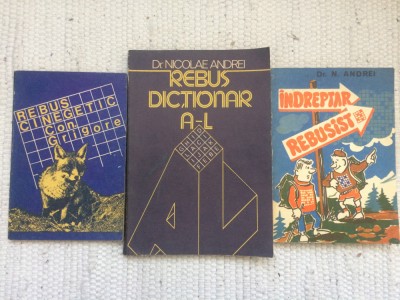 REBUS
CINEGETIC
Con
Grigore
Dr. NICOLAE ANDREI
REBUS
DICTIONAR
A-L
Dr. N. ANDREI
ÎNDREPTAR
REBUSIST